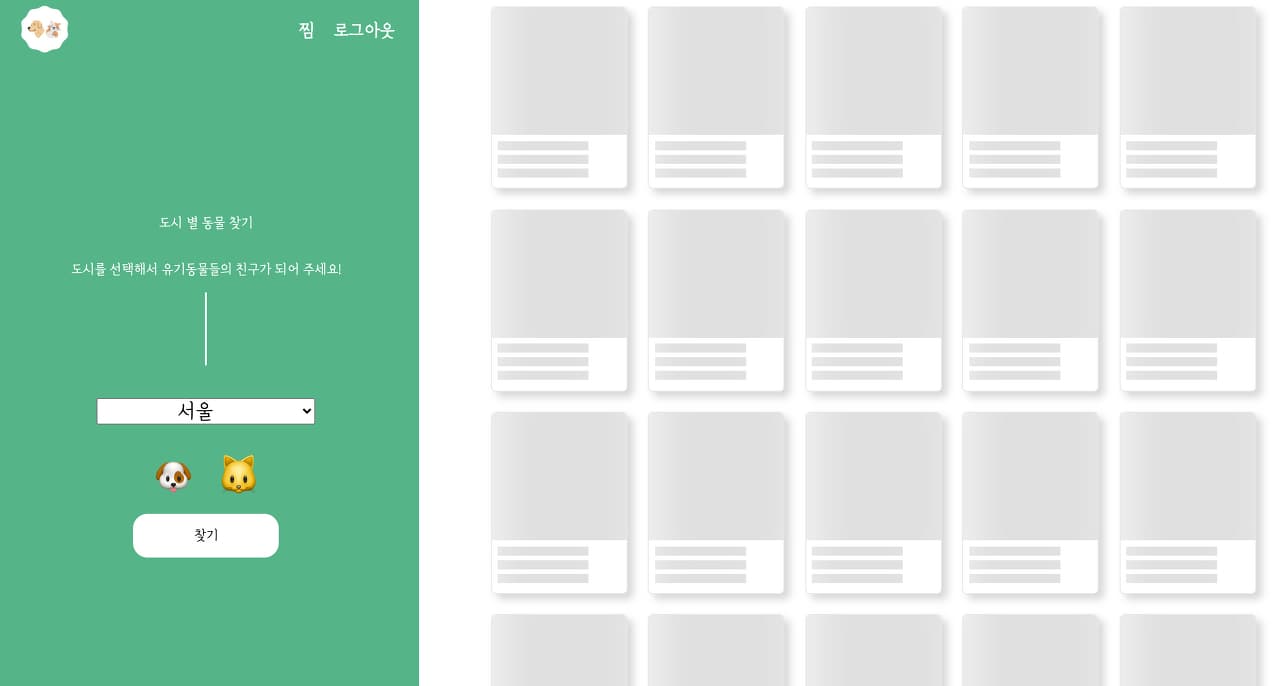 찜 로그아웃
도시 별 동물 찾기
도시를 선택해서 유기동물들의 친구가 되어 주세요!
서울
찾기